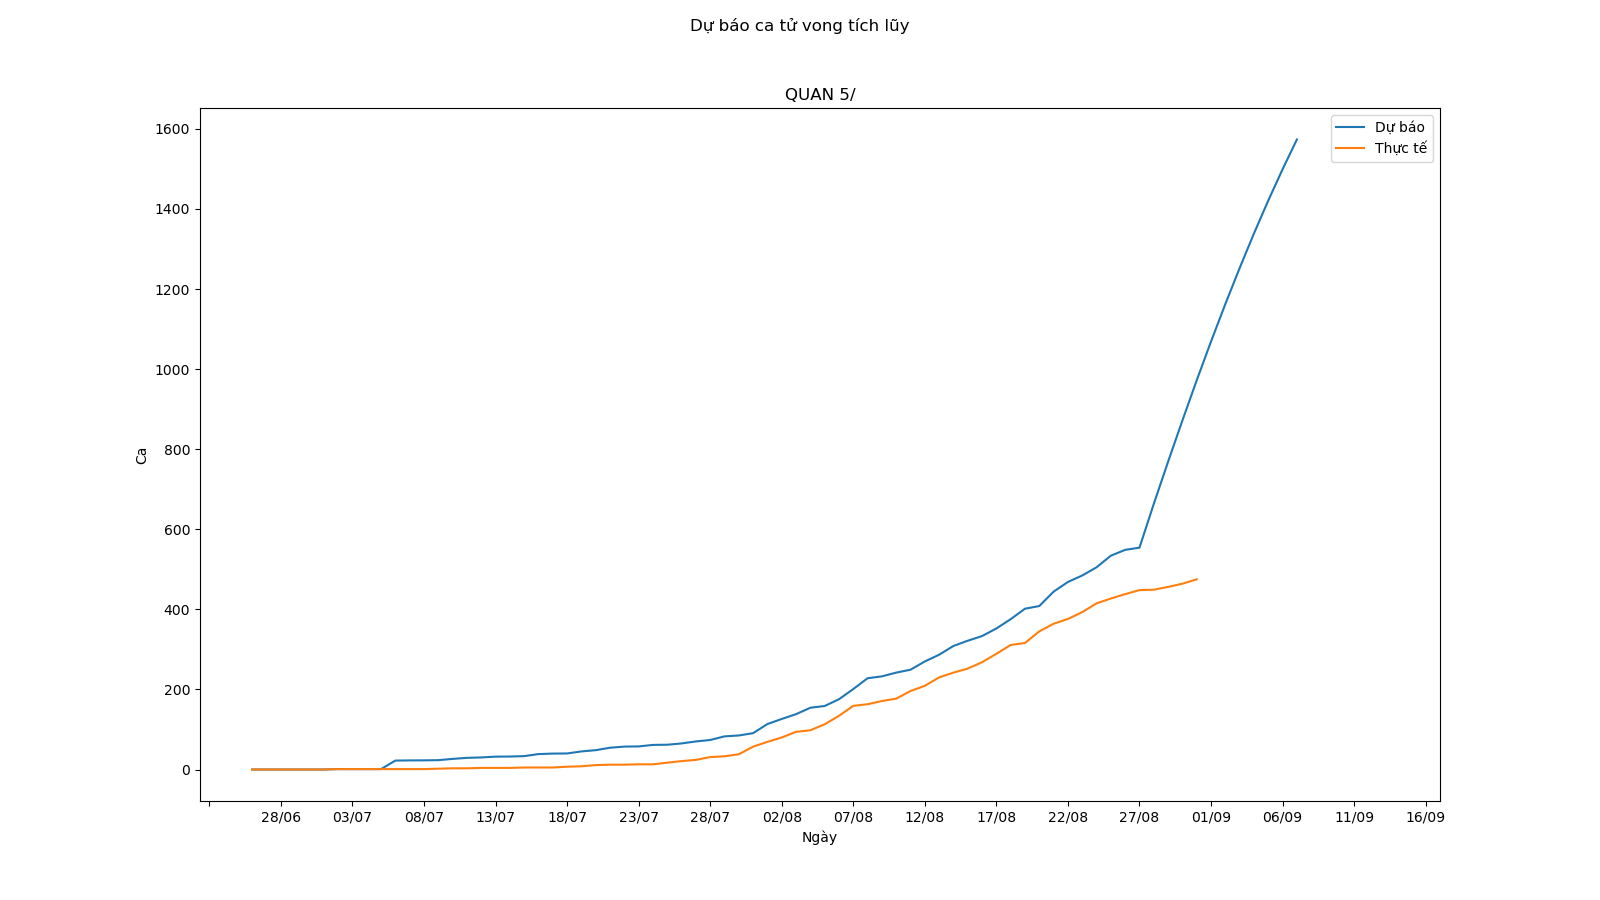 Dự báo ca tử vong tích lũy
QUAN 5/
Dự báo
Thực tế
1600
1400
1200
1000
800
600
400
200
0
Ca
28/06 03/07 08/07 13/07 18/07 23/07 28/07 02/08 07/08 12/08 17/08 22/08 27/08 01/09 06/09 11/09 16/09
Ngày